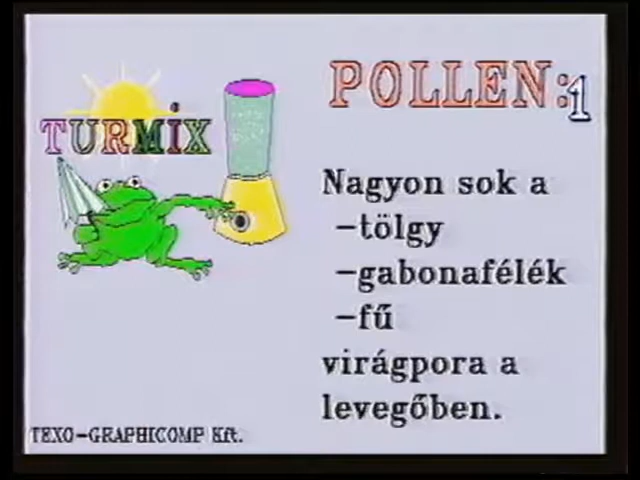 TURMIX
POLLEN:1
Nagyon sok a
-tölgy
-gabonafélék
-fű
virágpora a
levegőben.
TEXO-GRAPHICOMP Kft.